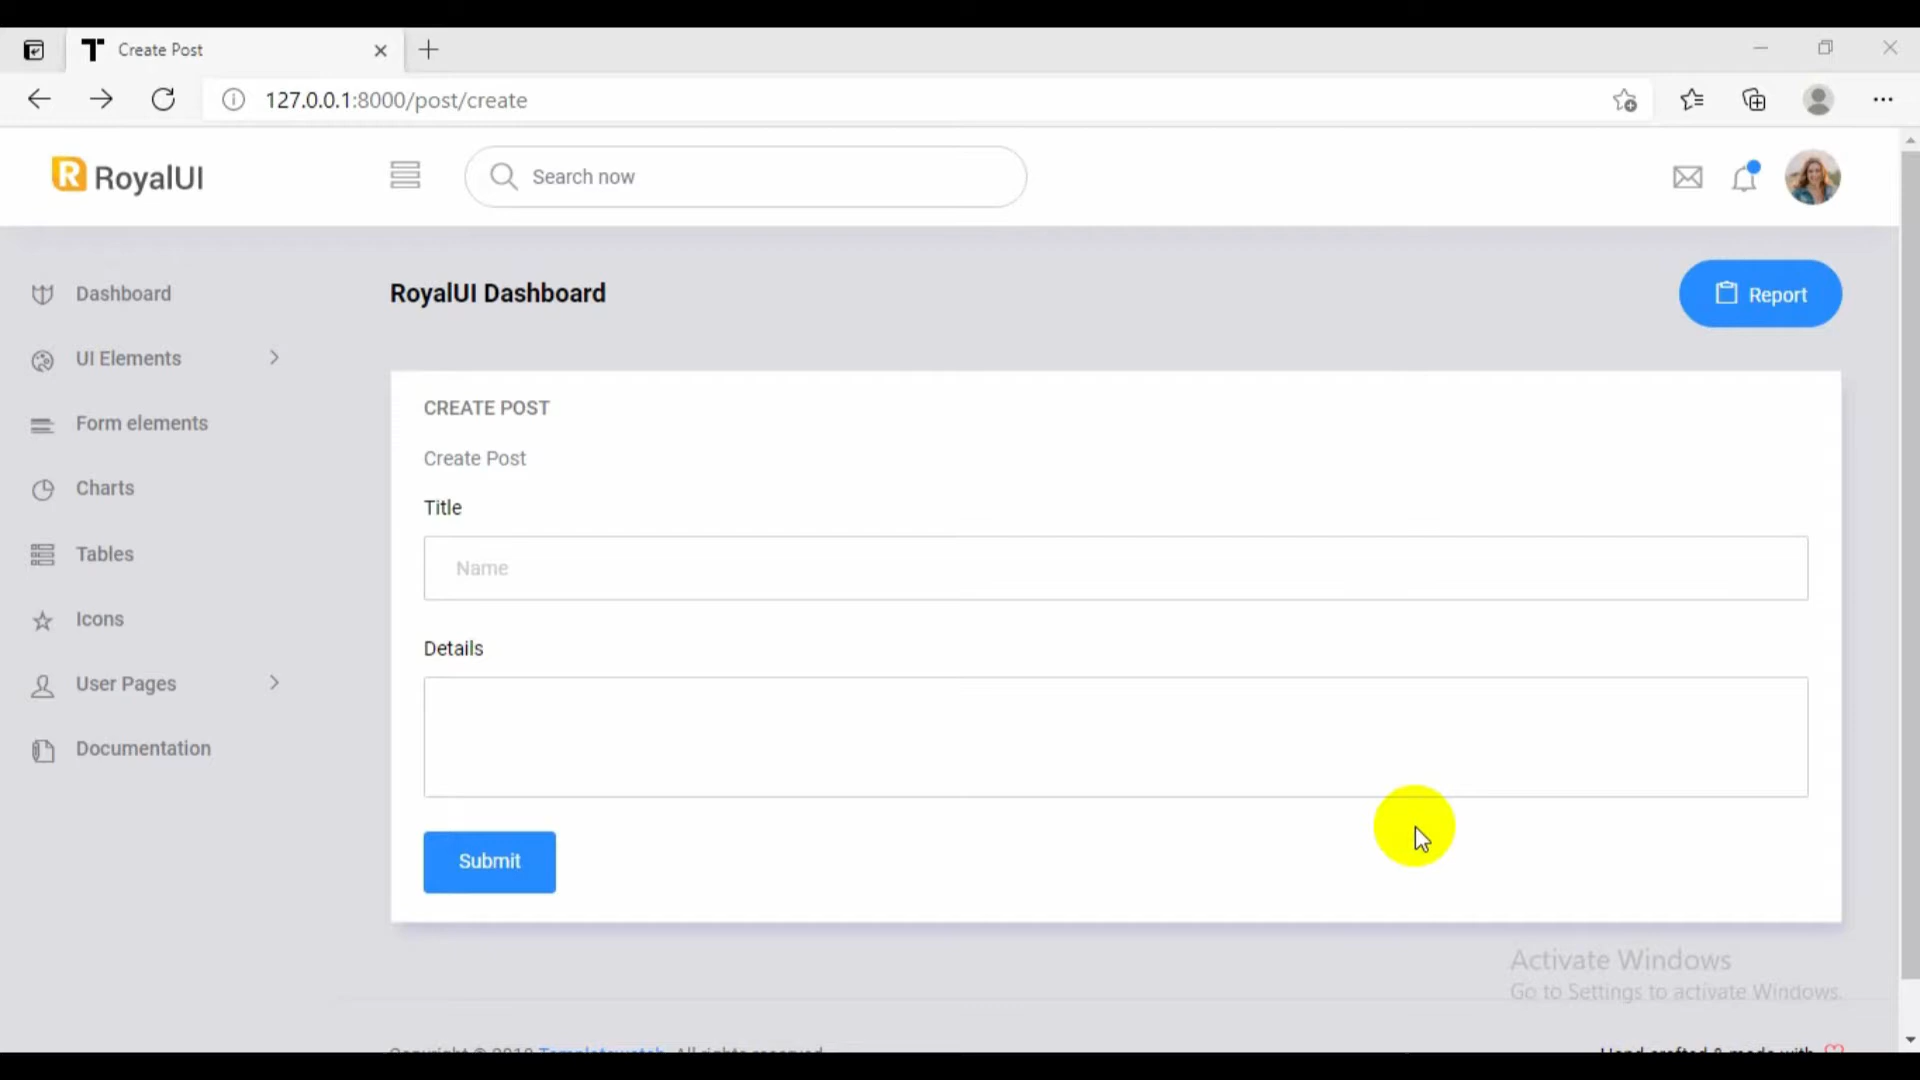 Create Post
127.0.0.1:8000/post/create
R RoyalUI
Search now
Dashboard
UI Elements
Form elements
Charts
Tables
Icons
User Pages
Documentation
RoyalUI Dashboard
Report
CREATE POST
Create Post
Title
Name
Details
Submit
Activate Windows
Go to Settings to activate Windows.